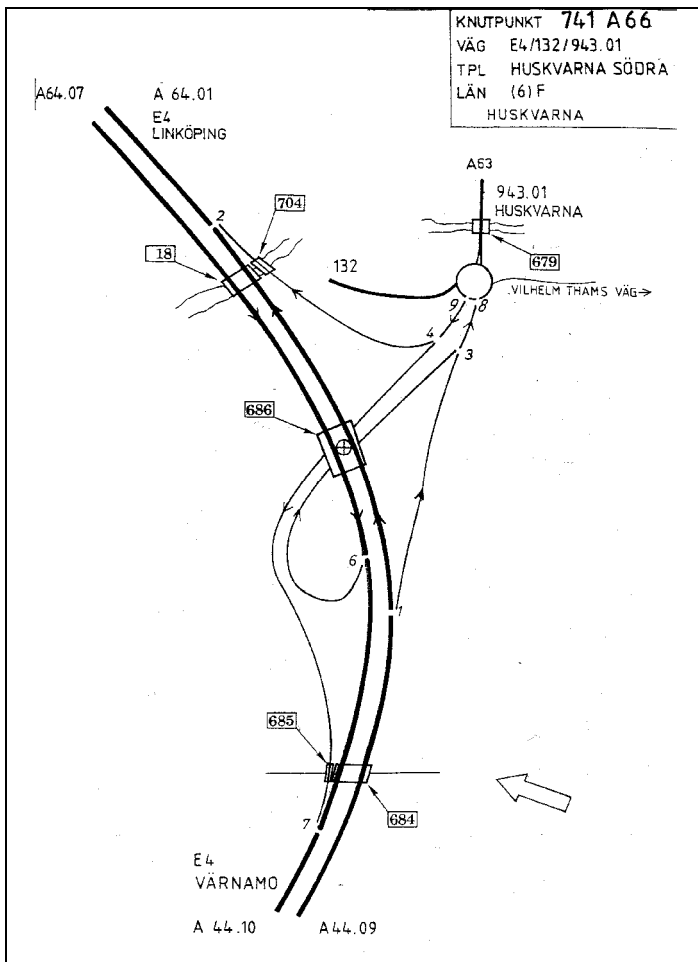 KNUTPUNKT 741 A66
VÄG E4/132/943.01
TPL HUSKVARNA SÖDRA
LÄN (6) F
HUSKVARNA
A64.07
A 64.01
E4
LINKÖPING
A63
943.01
HUSKVARNA
704
2
18
679
132
VILHELM THAMS VÄG→
9
8
4
3
686
6
1
685
7
684
E4
VÄRNAMO
A 44.10
A44.09